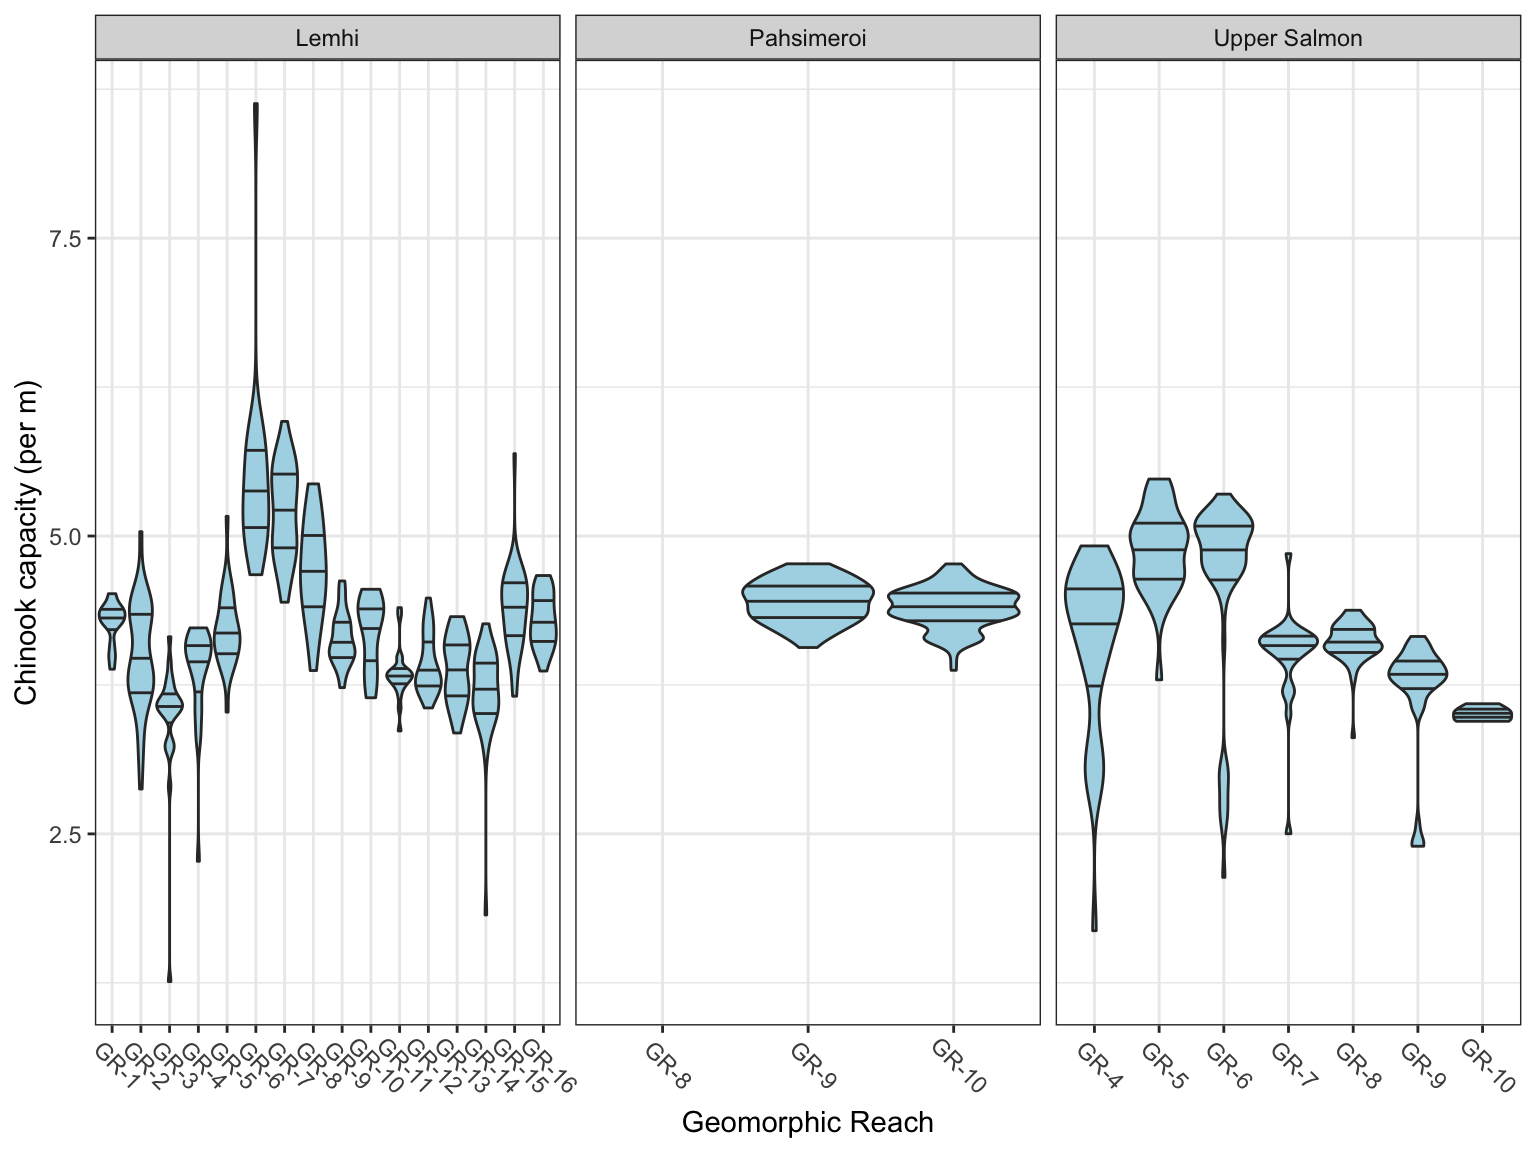 Lemhi
Pahsimeroi
Upper Salmon
Chinook capacity (per m)
7.5
5.0
2.5
GR-1
GR-2
GR-3
GR-4
GR-5
GR-6
GR-7
GR-8
GR-9
GR-10
GR-11
GR-12
GR-13
GR-14
GR-15
GR-16
GR-8
GR-9
GR-10
GR-4
GR-5
GR-6
GR-7
GR-8
GR-9
GR-10
Geomorphic Reach